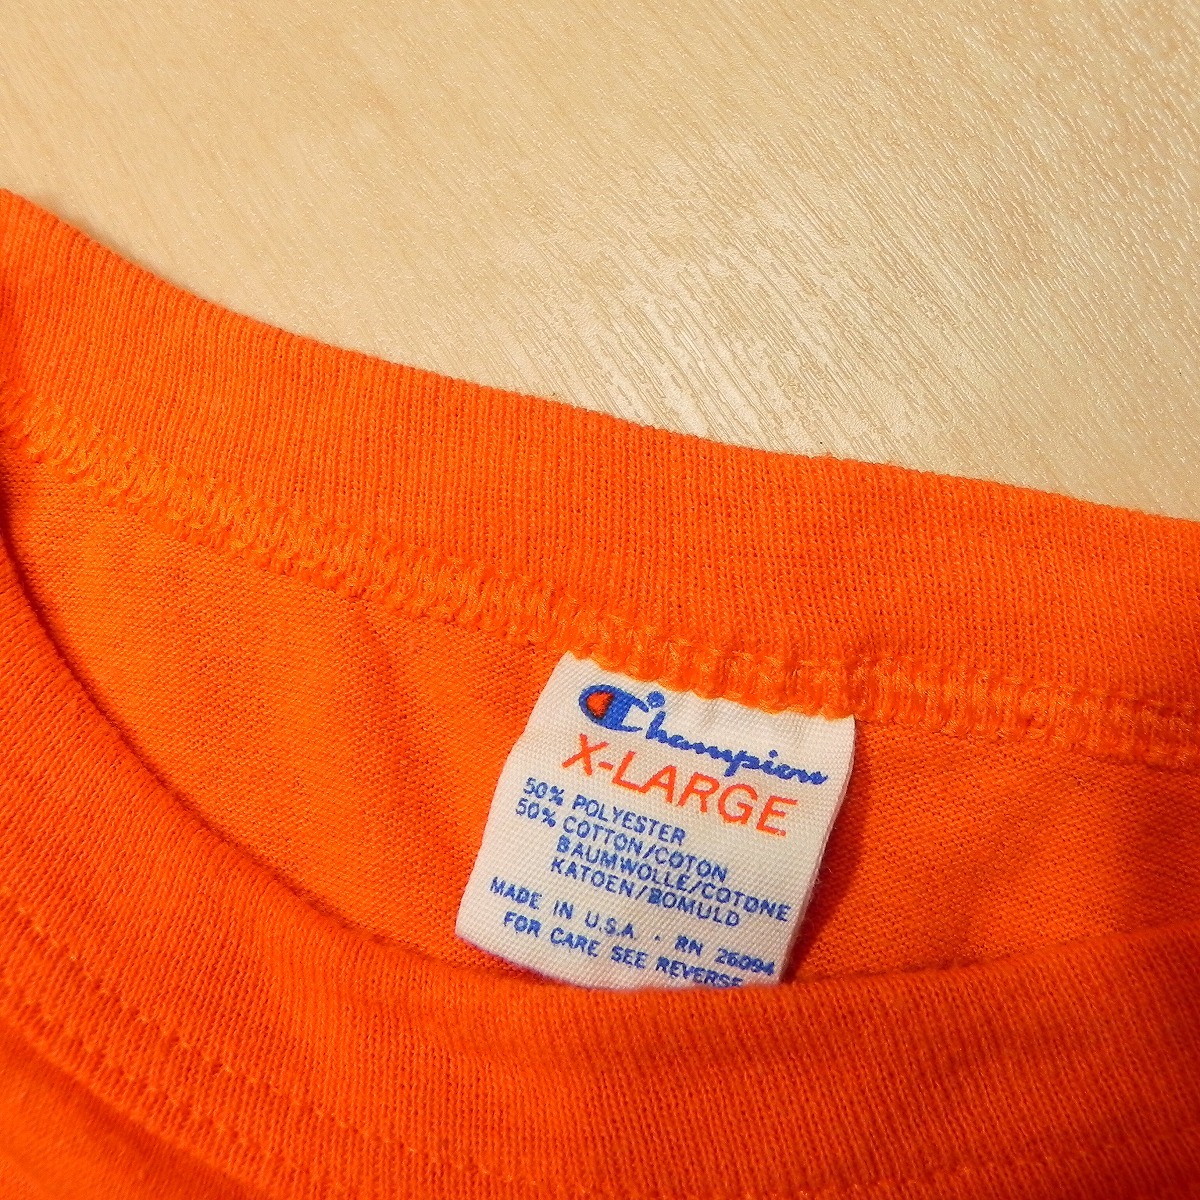 Champion
X-LARGE
50% POLYESTER
50% COTTON/COTON
BAUMWOLLE/COTONE
KATOEN/BOMULD
MADE IN U.S.A. · RN 26094
FOR CARE SEE REVERSE